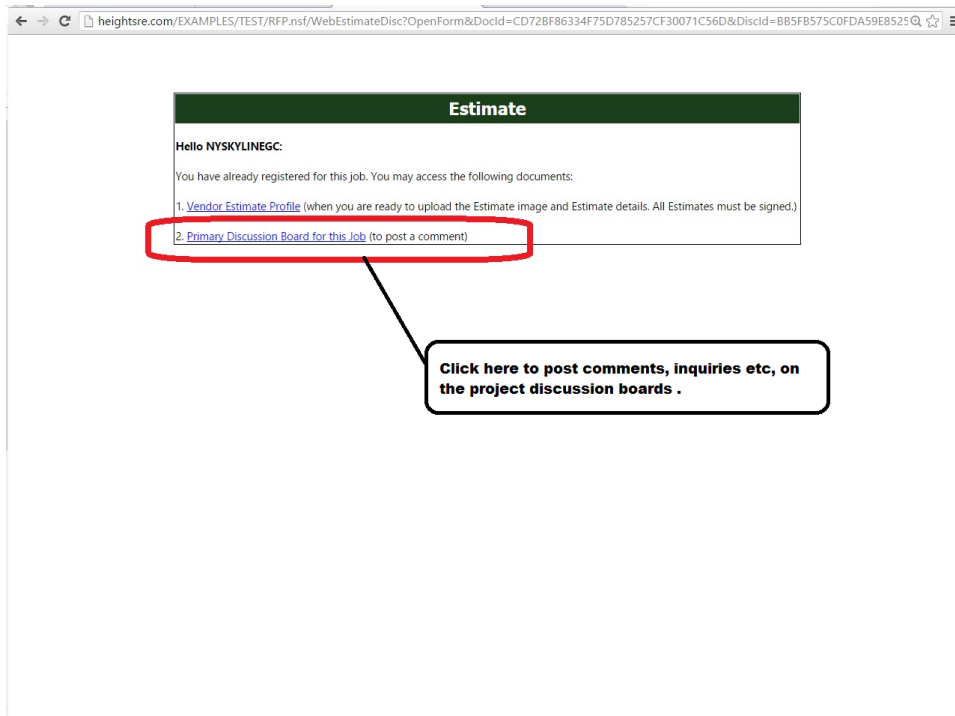 heightsre.com/EXAMPLES/TEST/RFP.nsf/WebEstimateDisc?OpenForm&DocId=CD72BF86334F75D785257CF30071C56D&DiscId=BB5FB575C0FDA59E8525
Estimate
Hello NYSKYLINEGC:
You have already registered for this job. You may access the following documents:
1. Vendor Estimate Profile (when you are ready to upload the Estimate image and Estimate details. All Estimates must be signed.)
2. Primary Discussion Board for this Job (to post a comment)
Click here to post comments, inquiries etc, on
the project discussion boards .